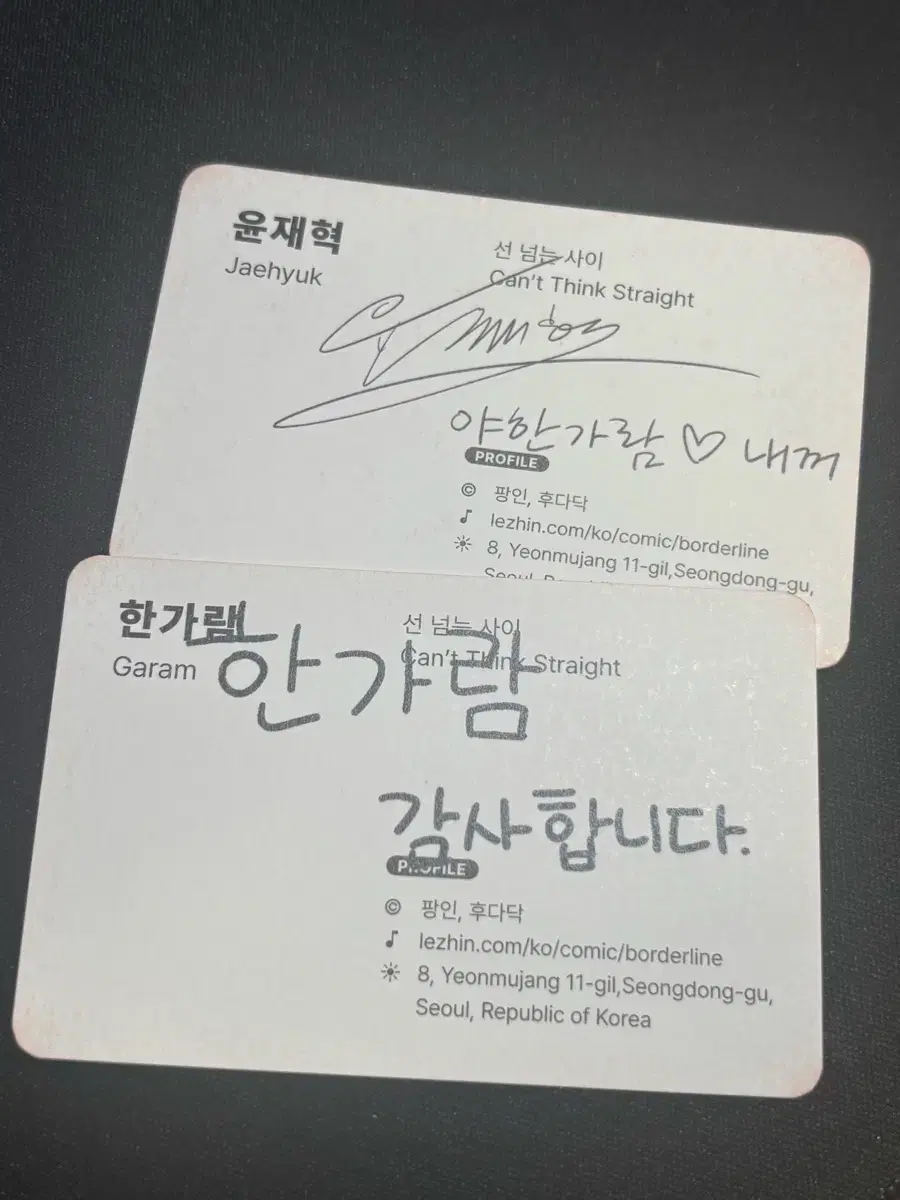 윤재혁
Jaehyuk
선 넘는 사이
Can't Think Straight
야한가람 ♡ 내꺼
PROFILE
© 팡인, 후다닥
♪ lezhin.com/ko/comic/borderline
☀ 8, Yeonmujang 11-gil,Seongdong-gu,
한가램
Garam
선 넘는 사이
Can't Think Straight
한가람
감사합니다.
PROFILE
© 팡인, 후다닥
♪ lezhin.com/ko/comic/borderline
☀ 8, Yeonmujang 11-gil,Seongdong-gu,
Seoul, Republic of Korea